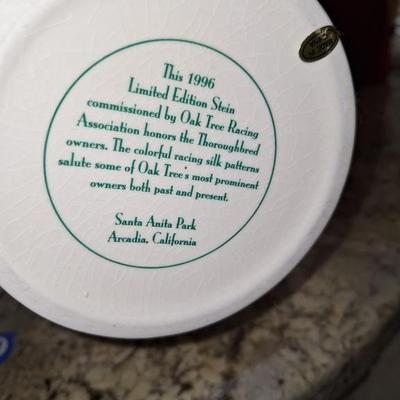 This 1996
Limited Edition Stein
commissioned by Oak Tree Racing
Association honors the Thoroughbred
owners. The colorful racing silk patterns
salute some of Oak Tree's most prominent
owners both past and present.
Santa Anita Park
Arcadia, California